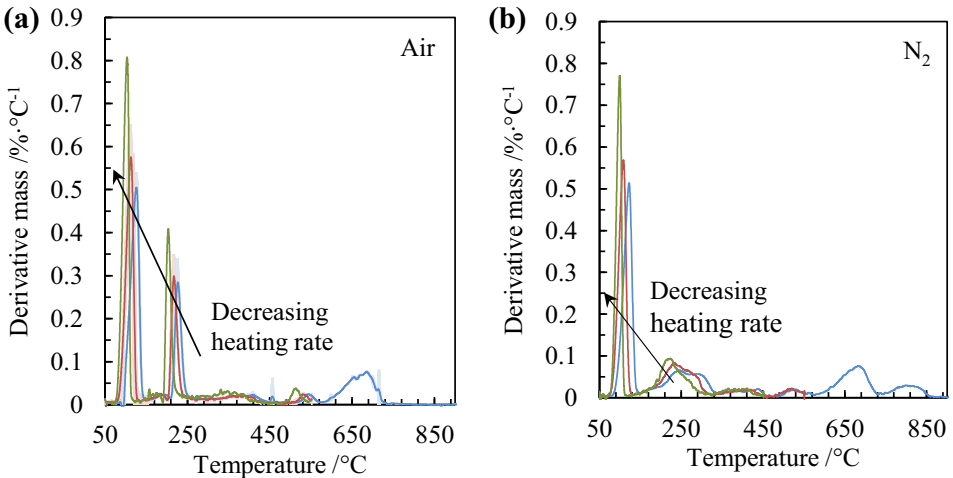 (a)
Air
Derivative mass /%·°C⁻¹
0.9
0.8
0.7
0.6
0.5
0.4
0.3
0.2
0.1
0
Decreasing
heating rate
50 250 450 650 850
Temperature /°C
(b)
N₂
Derivative mass /%·°C⁻¹
0.9
0.8
0.7
0.6
0.5
0.4
0.3
0.2
0.1
0
Decreasing
heating rate
50 250 450 650 850
Temperature /°C